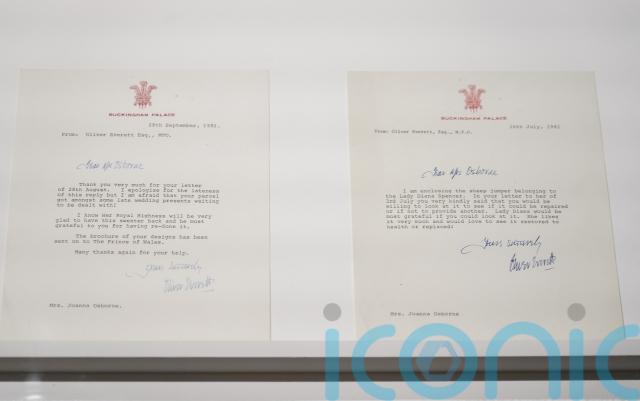 BUCKINGHAM PALACE
28th September, 1981.
From: Oliver Everett Esq., MVO.
Dear Mrs Osborne
Thank you very much for your letter
of 28th August. I apologise for the lateness
of this reply but I am afraid that your parcel
got amongst some late wedding presents waiting
to be dealt with!
I know Her Royal Highness will be very
glad to have this sweater back and be most
grateful to you for having re-done it.
The brochure of your designs has been
sent on to The Prince of Wales.
Many thanks again for your help.
Yours sincerely
Oliver Everett
Mrs. Joanna Osborne.
BUCKINGHAM PALACE
July, 1981
From: Oliver Everett, Esq., M.V.O.
Dear Mrs Osborne
I am enclosing the sheep jumper belonging to
the Lady Diana Spencer. In your letter to her of
3rd July you very kindly said that you would be
willing to look at it to see if it could be repaired
or if not to provide another. Lady Diana would be
most grateful if you could look at it. She likes
it very much and would love to see it restored to
health or replaced!
Yours sincerely
Oliver Everett
Mrs. Joanna Osborne
iconic